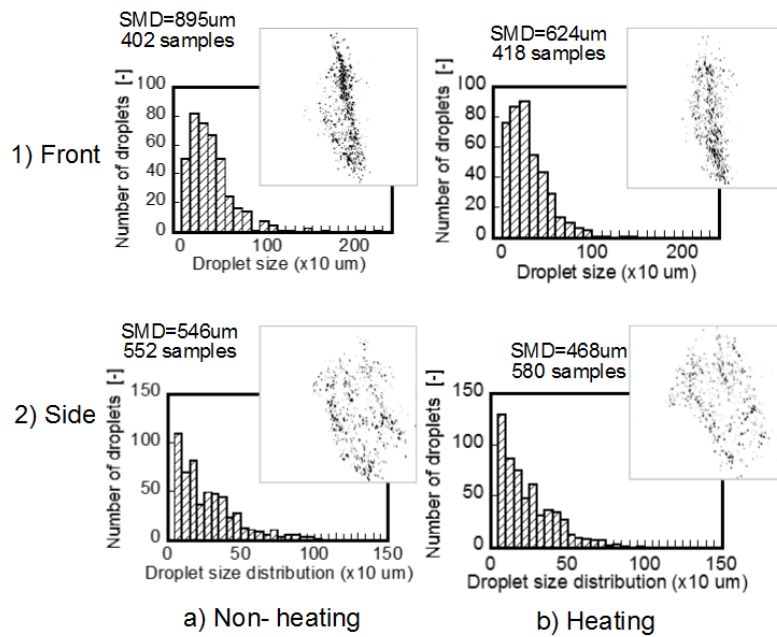 SMD=895um
402 samples
SMD=624um
418 samples
1) Front
Number of droplets [-]
100
80
60
40
20
0
0 100 200
Droplet size (x10 um)
Number of droplets [-]
100
80
60
40
20
0
0 100 200
Droplet size (x10 um)
SMD=546um
552 samples
SMD=468um
580 samples
2) Side
Number of droplets [-]
150
100
50
0
0 50 100 150
Droplet size distribution (x10 um)
Number of droplets [-]
150
100
50
0
0 50 100 150
Droplet size distribution (x10 um)
a) Non- heating
b) Heating